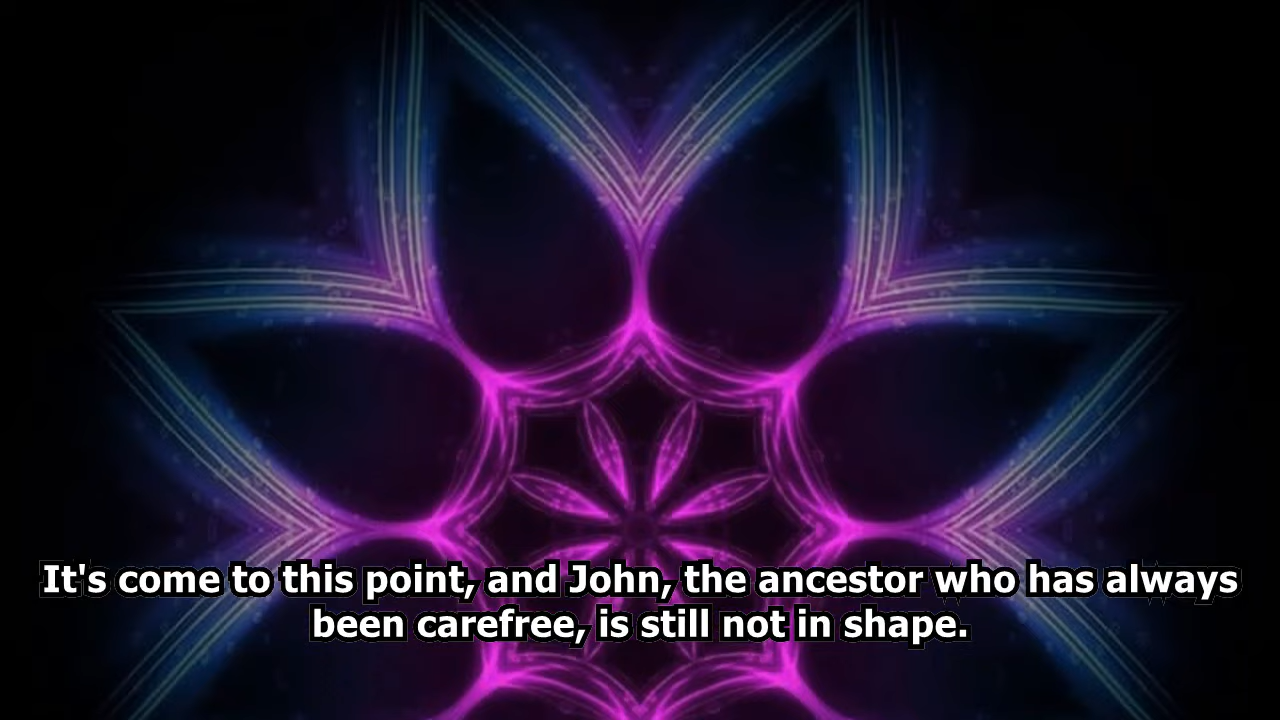 It's come to this point, and John, the ancestor who has always
been carefree, is still not in shape.